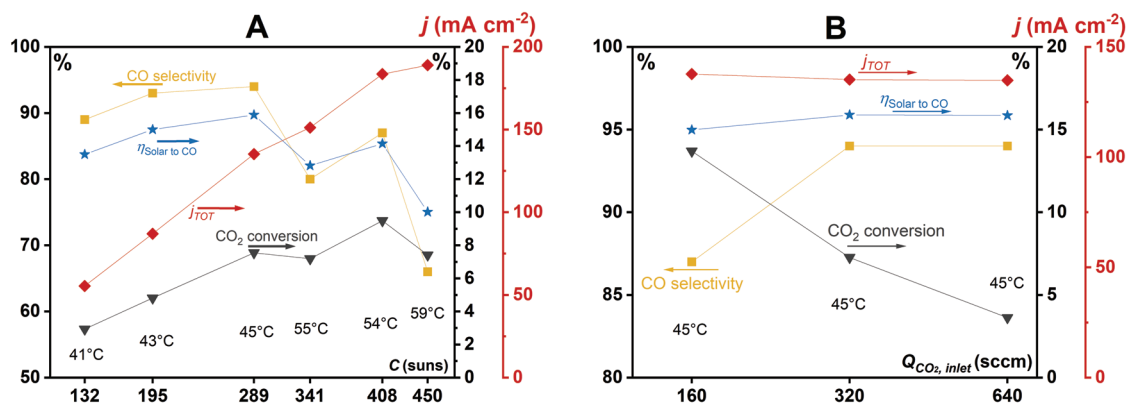 A
j (mA cm-2)
100
20
200
%
%
CO selectivity
90
18
16
150
ηSolar to CO
14
80
12
jTOT
10
100
70
CO2 conversion
8
6
50
60
4
41°C
43°C
45°C
55°C
54°C
59°C
2
C (suns)
50
0
0
132
195
289
341
408
450
B
j (mA cm-2)
100
20
150
%
%
jTOT
ηSolar to CO
95
15
100
90
10
CO2 conversion
CO selectivity
50
85
5
45°C
45°C
45°C
QCO2, inlet (sccm)
80
0
0
160
320
640